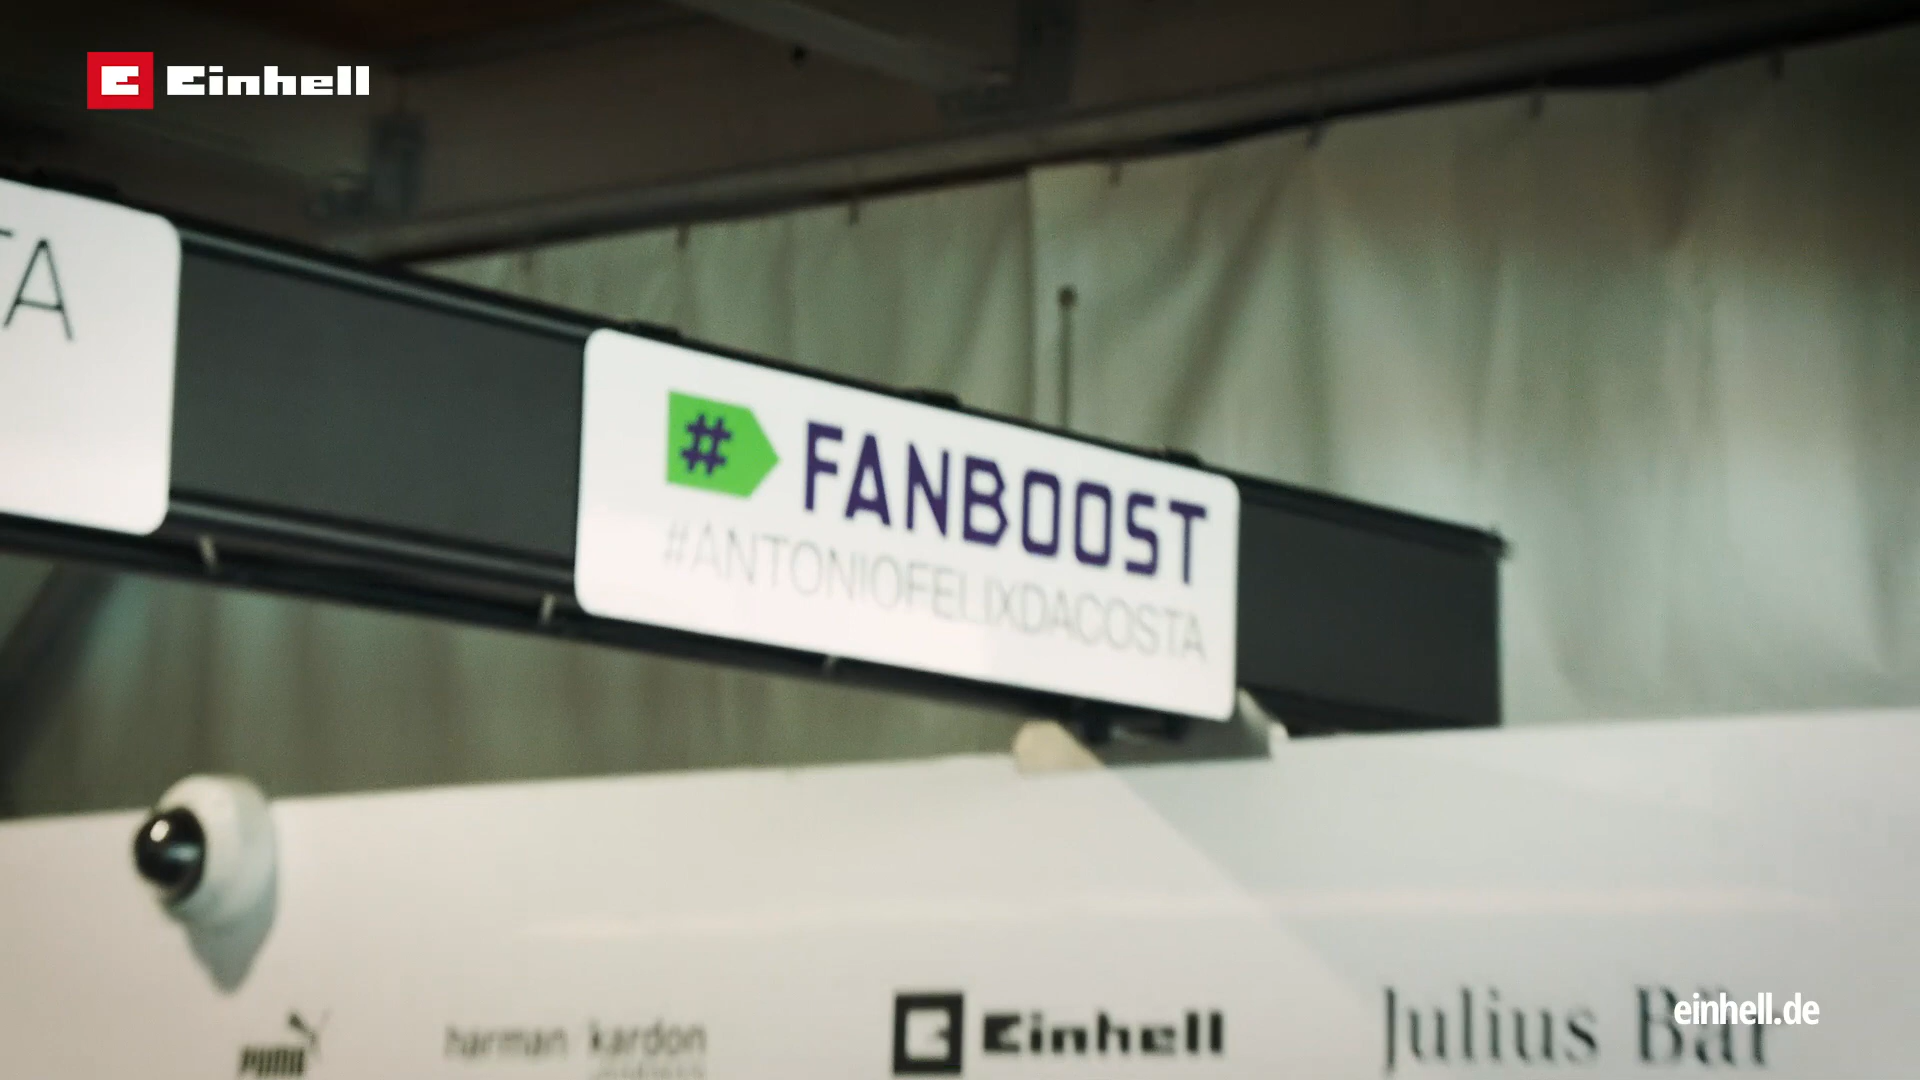 Einhell
TA
# FANBOOST
#ANTONIOFELIXDACOSTA
PUMA
harman kardon
Einhell
Julius Bär
einhell.de